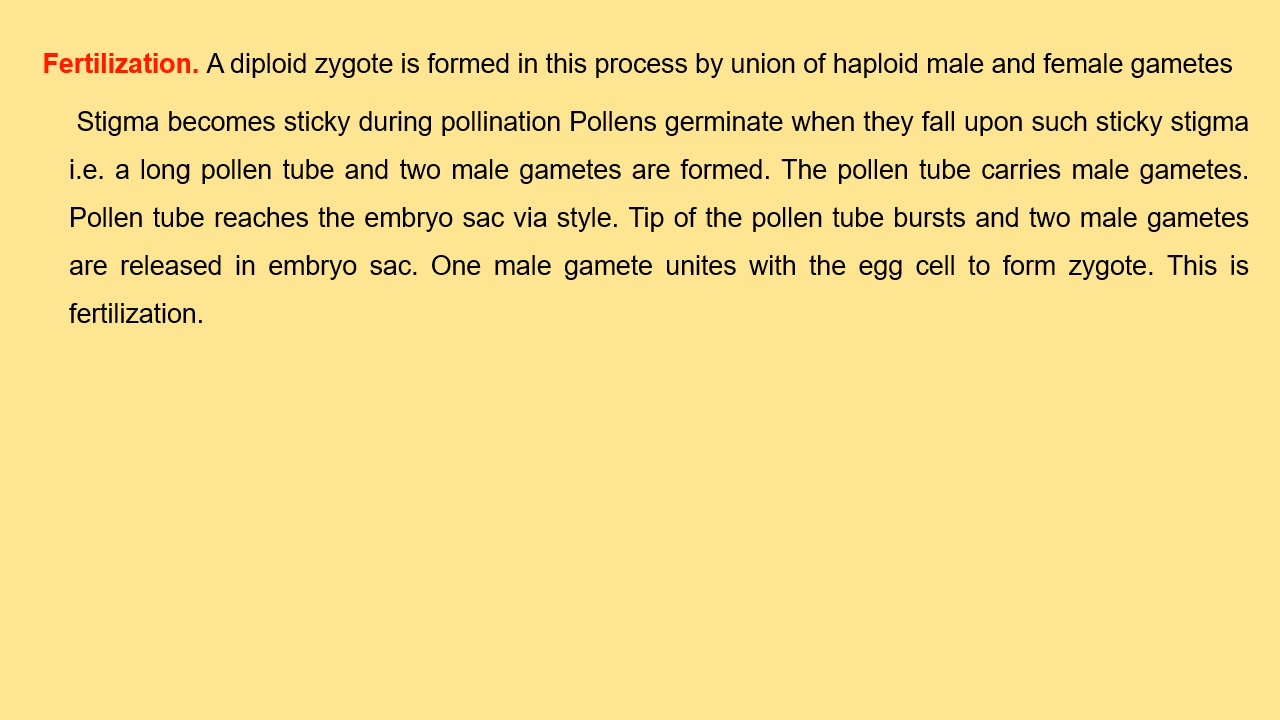 Fertilization. A diploid zygote is formed in this process by union of haploid male and female gametes
Stigma becomes sticky during pollination Pollens germinate when they fall upon such sticky stigma
i.e. a long pollen tube and two male gametes are formed. The pollen tube carries male gametes.
Pollen tube reaches the embryo sac via style. Tip of the pollen tube bursts and two male gametes
are released in embryo sac. One male gamete unites with the egg cell to form zygote. This is
fertilization.